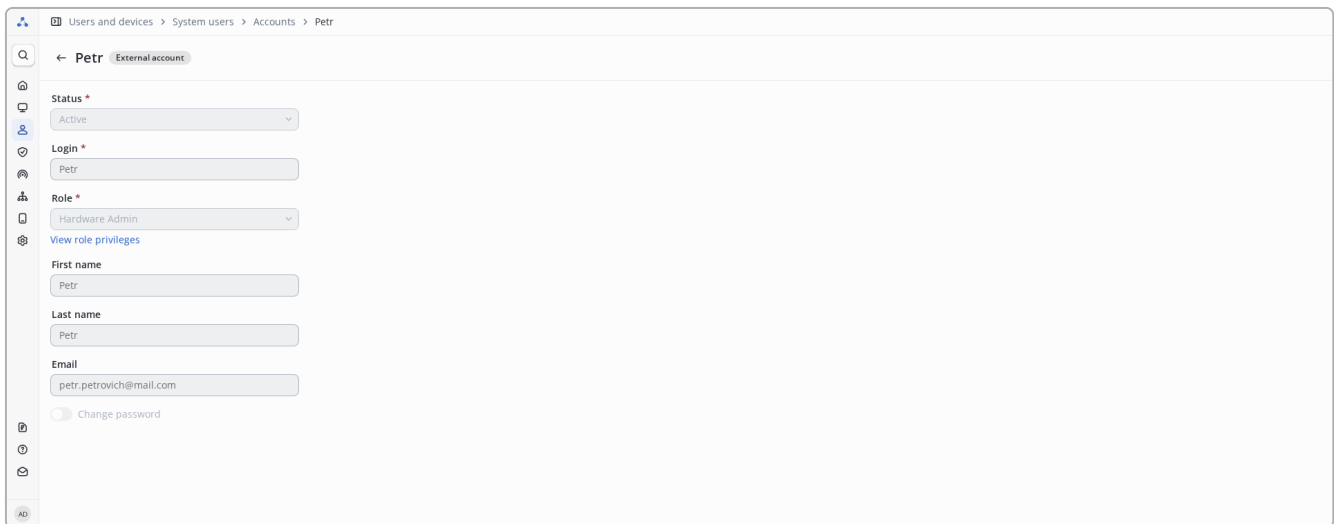 Users and devices > System users > Accounts > Petr
Petr External account
Status *
Active
Login *
Petr
Role *
Hardware Admin
View role privileges
First name
Petr
Last name
Petr
Email
petr.petrovich@mail.com
Change password
AD